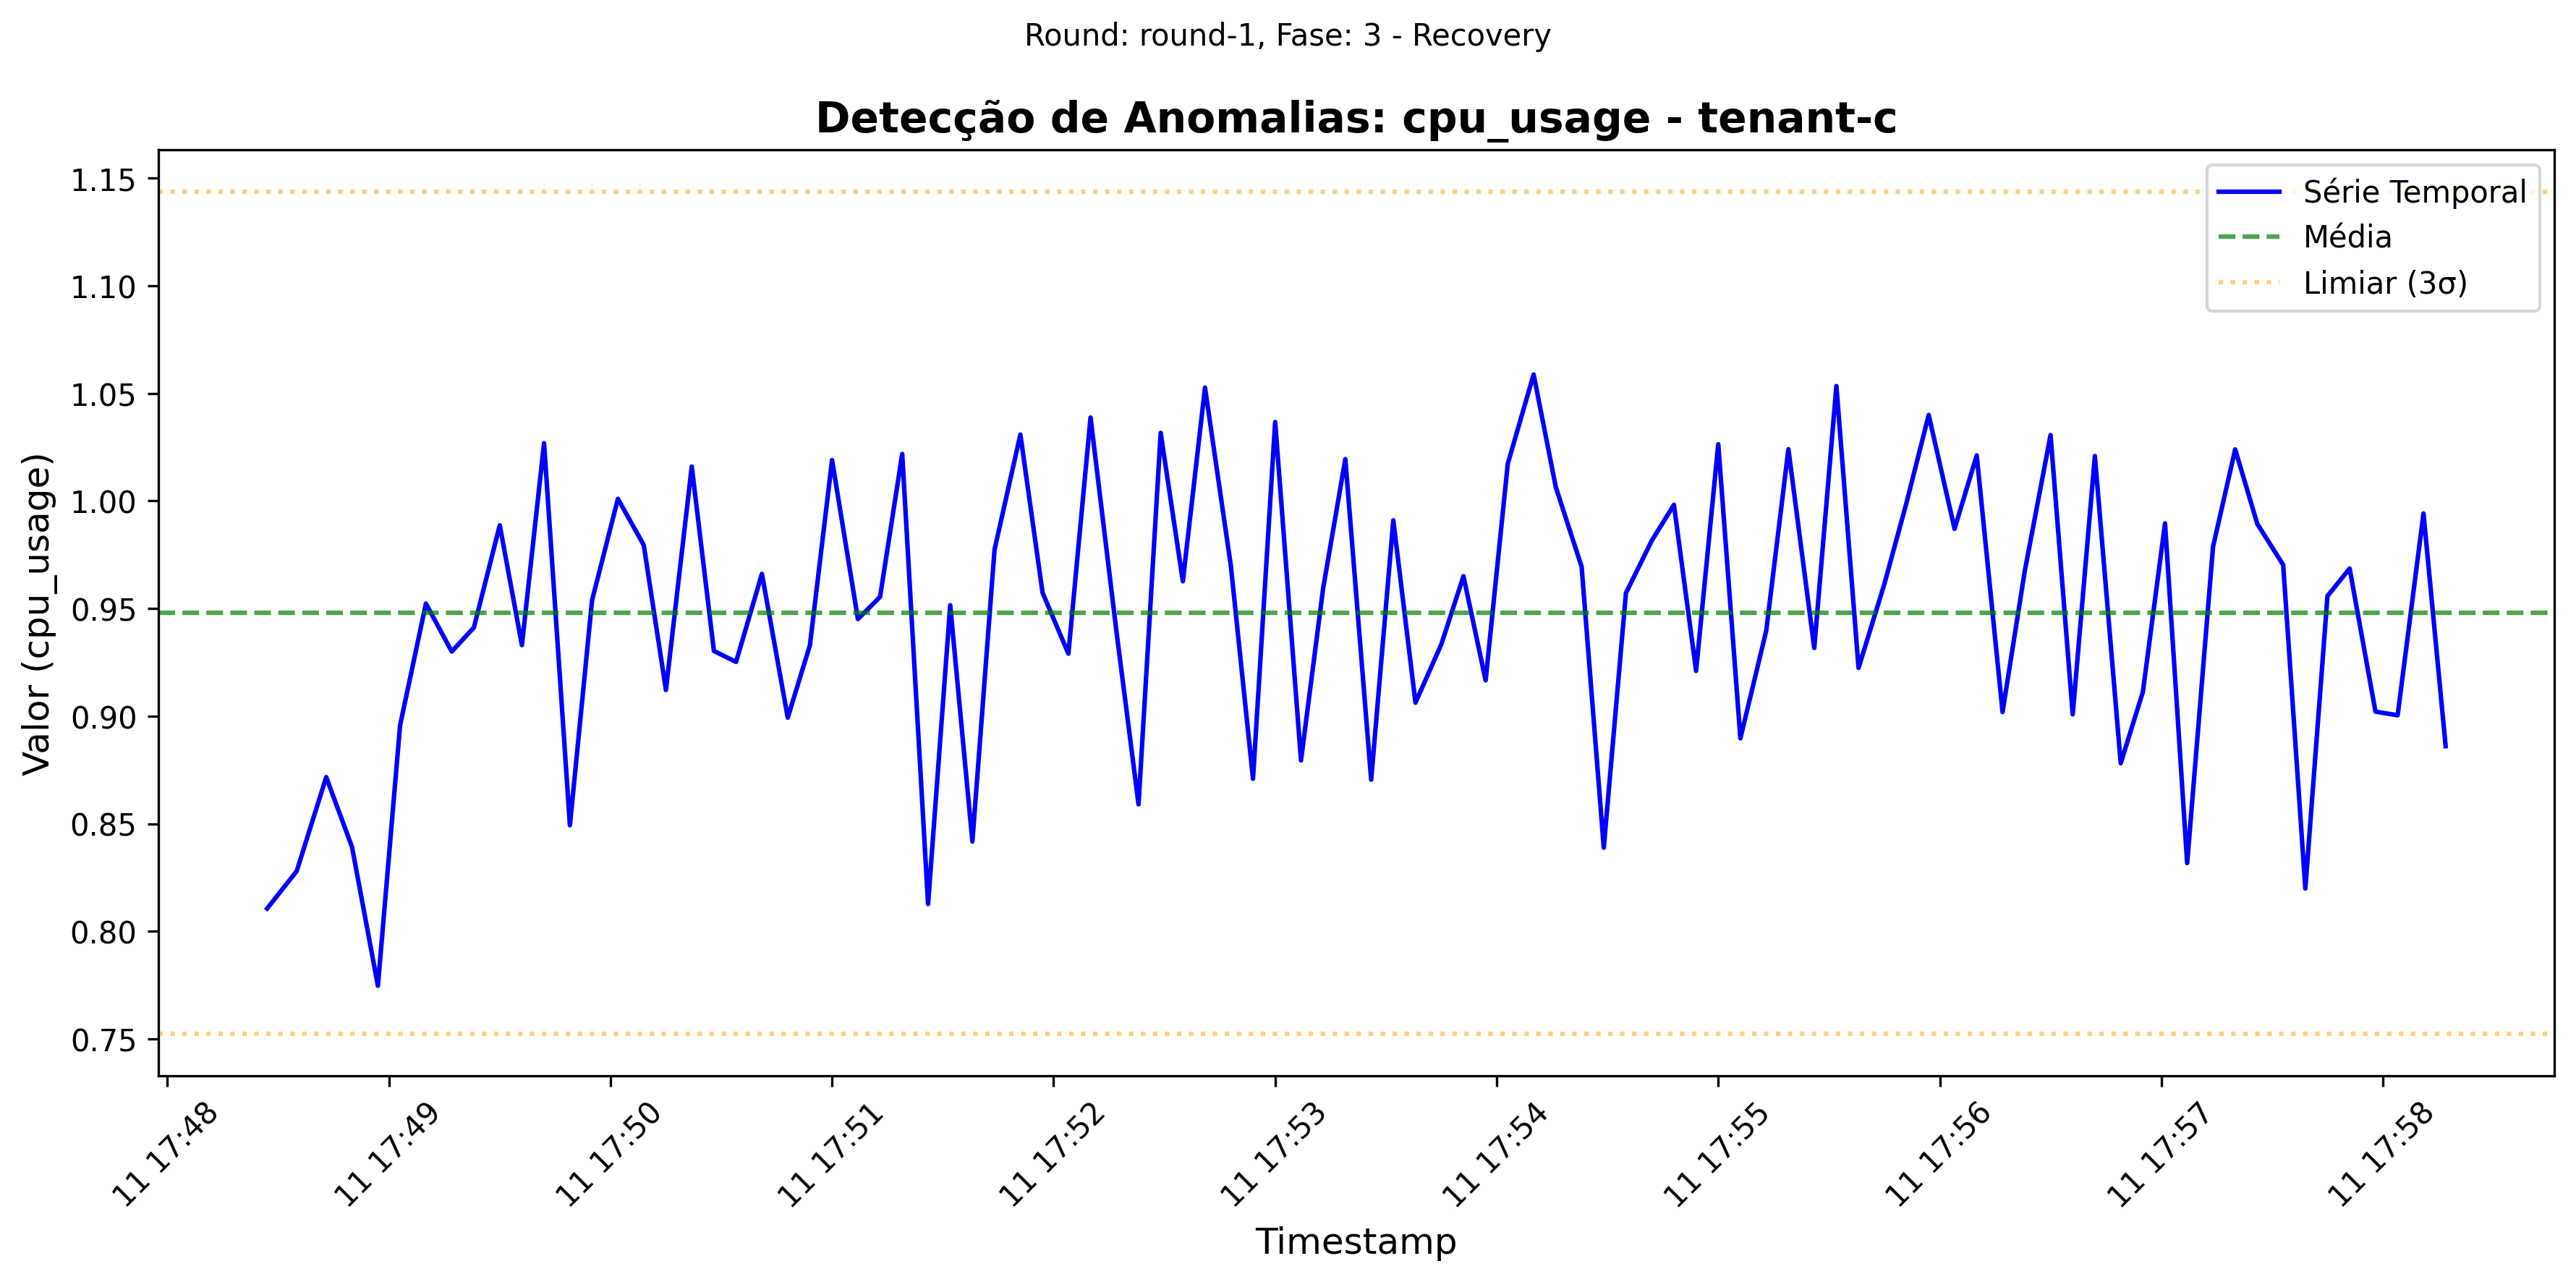 Round: round-1, Fase: 3 - Recovery
Detecção de Anomalias: cpu_usage - tenant-c
Série Temporal
Média
Limiar (3σ)
Valor (cpu_usage)
1.15
1.10
1.05
1.00
0.95
0.90
0.85
0.80
0.75
11 17:48
11 17:49
11 17:50
11 17:51
11 17:52
11 17:53
11 17:54
11 17:55
11 17:56
11 17:57
11 17:58
Timestamp